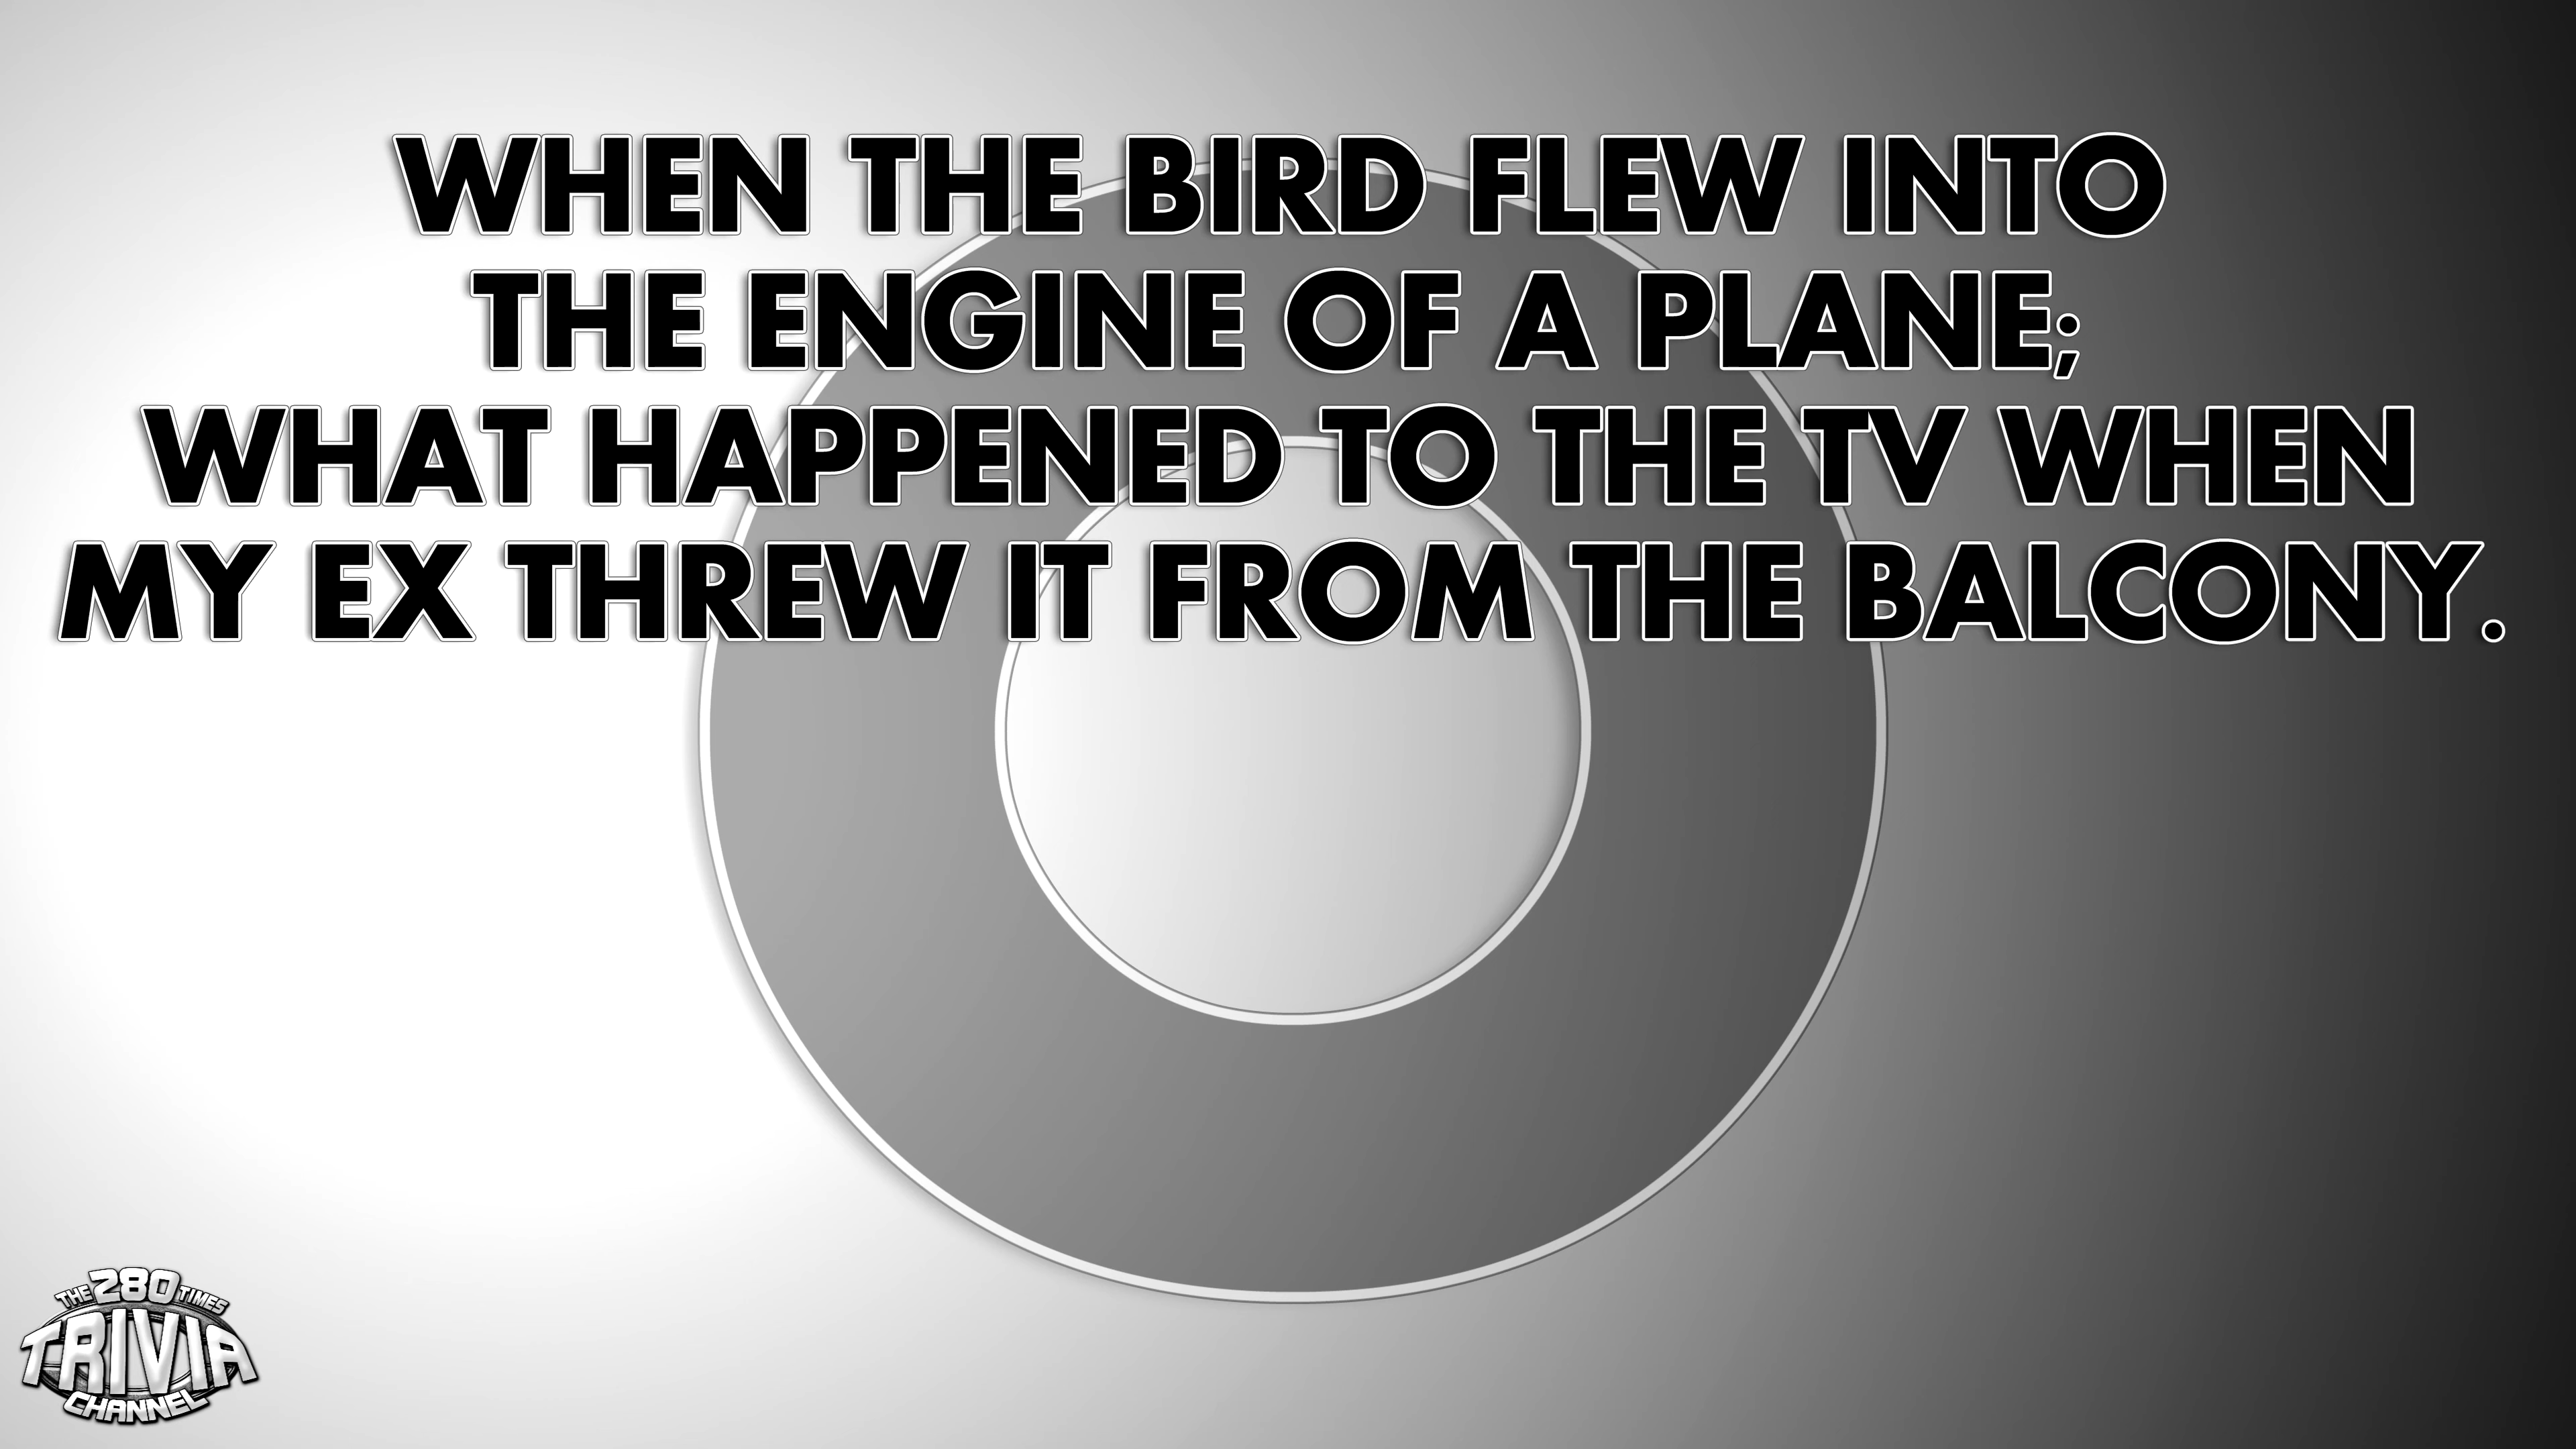 WHEN THE BIRD FLEW INTO
THE ENGINE OF A PLANE;
WHAT HAPPENED TO THE TV WHEN
MY EX THREW IT FROM THE BALCONY.
THE 280 TIMES
TRIVIA
CHANNEL